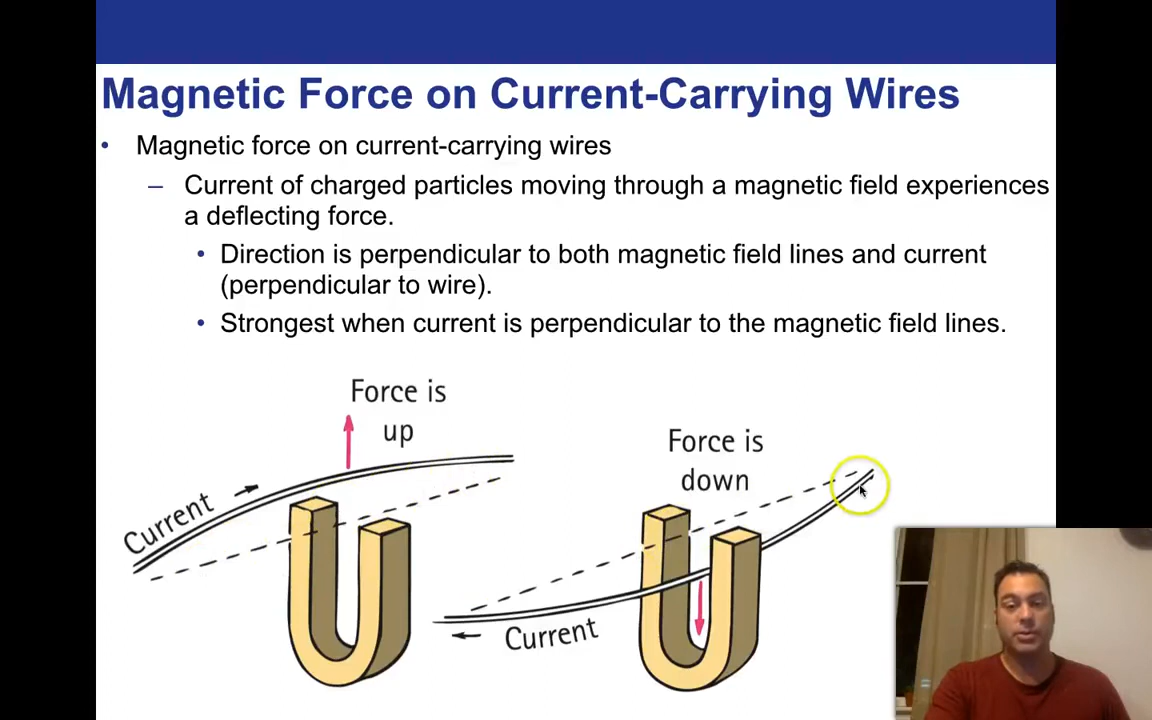 Magnetic Force on Current-Carrying Wires
• Magnetic force on current-carrying wires
– Current of charged particles moving through a magnetic field experiences
a deflecting force.
• Direction is perpendicular to both magnetic field lines and current
(perpendicular to wire).
• Strongest when current is perpendicular to the magnetic field lines.
Force is
up
Current
Force is
down
Current